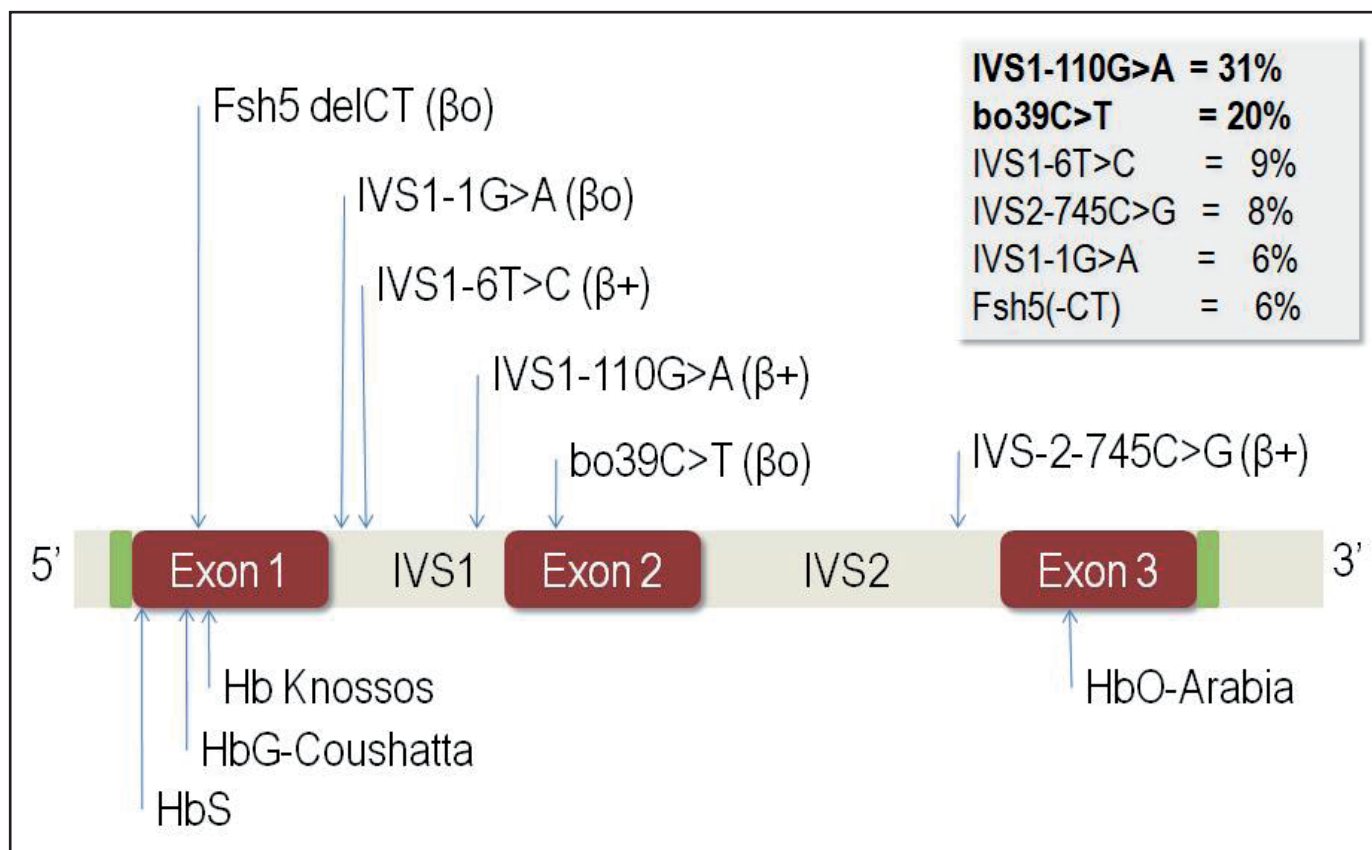 IVS1-110G>A = 31%
bo39C>T = 20%
IVS1-6T>C = 9%
IVS2-745C>G = 8%
IVS1-1G>A = 6%
Fsh5(-CT) = 6%
Fsh5 delCT (βo)
IVS1-1G>A (βo)
IVS1-6T>C (β+)
IVS1-110G>A (β+)
bo39C>T (βo)
IVS-2-745C>G (β+)
5’ Exon 1 IVS1 Exon 2 IVS2 Exon 3 3’
Hb Knossos
HbO-Arabia
HbG-Coushatta
HbS